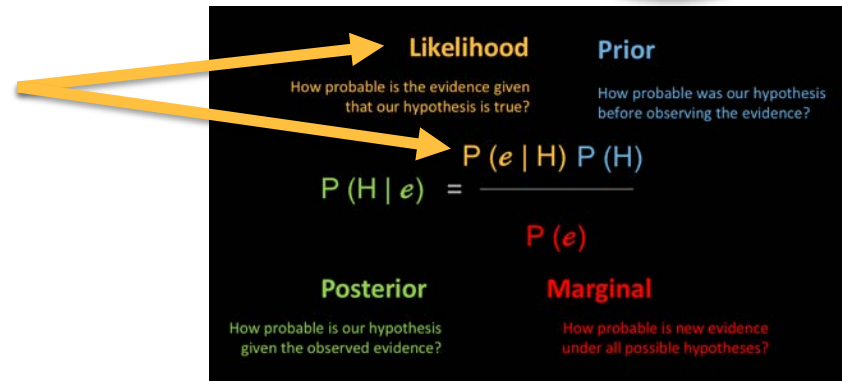 Likelihood
How probable is the evidence given
that our hypothesis is true?
Prior
How probable was our hypothesis
before observing the evidence?
P (e | H) P (H)
P (H | e) =
P (e)
Posterior
How probable is our hypothesis
given the observed evidence?
Marginal
How probable is new evidence
under all possible hypotheses?